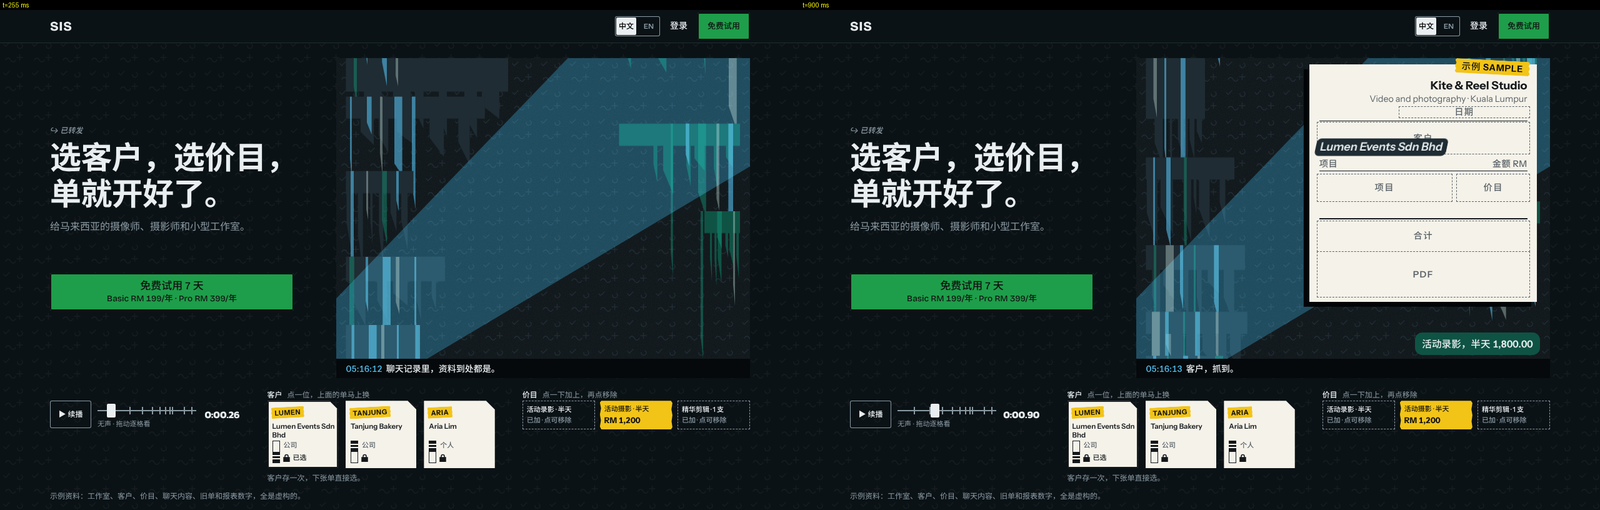 t=255 ms
SIS
中文 EN 登录 免费试用
↪ 已转发
选客户，选价目，
单就开好了。
给马来西亚的摄像师、摄影师和小型工作室。
免费试用 7 天
Basic RM 199/年 · Pro RM 399/年
05:16:12 聊天记录里，资料到处都是。
▶ 续播
无声 · 拖动逐格看
0:00.26
客户 点一位，上面的单马上换
LUMEN
Lumen Events Sdn Bhd
公司
已选
TANJUNG
Tanjung Bakery
公司
ARIA
Aria Lim
个人
客户存一次，下张单直接选。
价目 点一下加上，再点移除
活动录影 · 半天
已加 · 点可移除
活动摄影 · 半天
RM 1,200
精华剪辑 · 1 支
已加 · 点可移除
示例资料：工作室、客户、价目、聊天内容、旧单和报表数字，全是虚构的。
t=900 ms
SIS
中文 EN 登录 免费试用
↪ 已转发
选客户，选价目，
单就开好了。
给马来西亚的摄像师、摄影师和小型工作室。
免费试用 7 天
Basic RM 199/年 · Pro RM 399/年
示例 SAMPLE
Kite & Reel Studio
Video and photography · Kuala Lumpur
日期
客户
Lumen Events Sdn Bhd
项目 金额 RM
项目 价目
合计
PDF
活动录影，半天 1,800.00
05:16:13 客户，抓到。
▶ 续播
无声 · 拖动逐格看
0:00.90
客户 点一位，上面的单马上换
LUMEN
Lumen Events Sdn Bhd
公司
已选
TANJUNG
Tanjung Bakery
公司
ARIA
Aria Lim
个人
客户存一次，下张单直接选。
价目 点一下加上，再点移除
活动录影 · 半天
已加 · 点可移除
活动摄影 · 半天
RM 1,200
精华剪辑 · 1 支
已加 · 点可移除
示例资料：工作室、客户、价目、聊天内容、旧单和报表数字，全是虚构的。